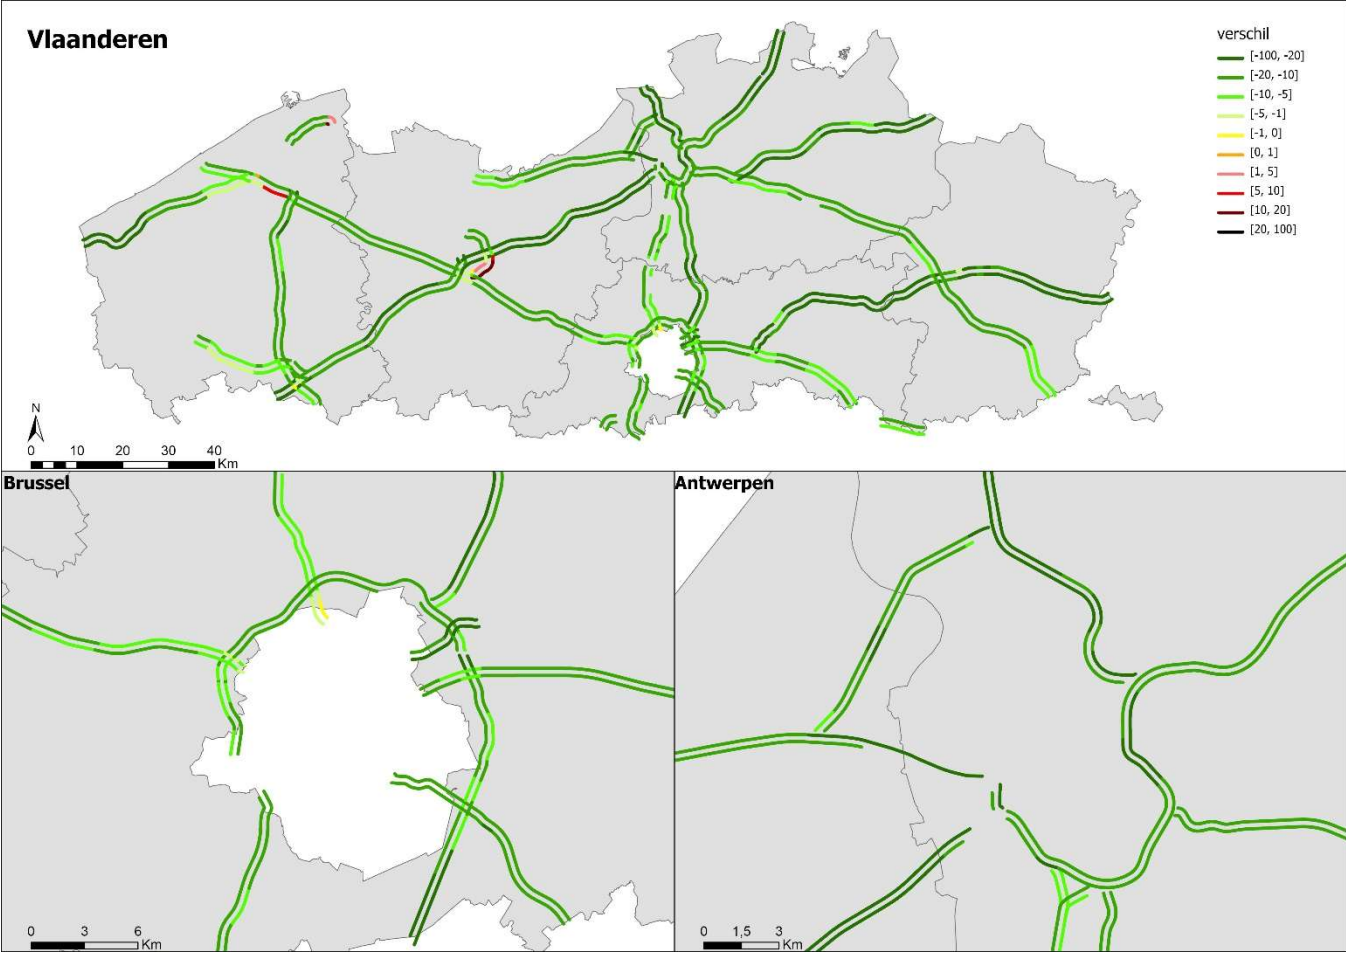 Vlaanderen
verschil
[-100, -20]
[-20, -10]
[-10, -5]
[-5, -1]
[-1, 0]
[0, 1]
[1, 5]
[5, 10]
[10, 20]
[20, 100]
N
0 10 20 30 40
Km
Brussel
0 3 6
Km
Antwerpen
0 1,5 3
Km